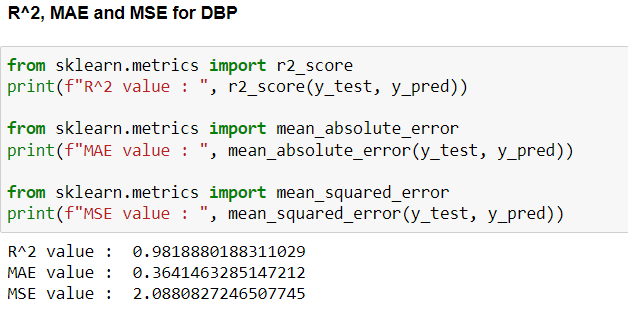 R^2, MAE and MSE for DBP
from sklearn.metrics import r2_score
print(f"R^2 value : ", r2_score(y_test, y_pred))
from sklearn.metrics import mean_absolute_error
print(f"MAE value : ", mean_absolute_error(y_test, y_pred))
from sklearn.metrics import mean_squared_error
print(f"MSE value : ", mean_squared_error(y_test, y_pred))
R^2 value :  0.9818880188311029
MAE value :  0.3641463285147212
MSE value :  2.0880827246507745